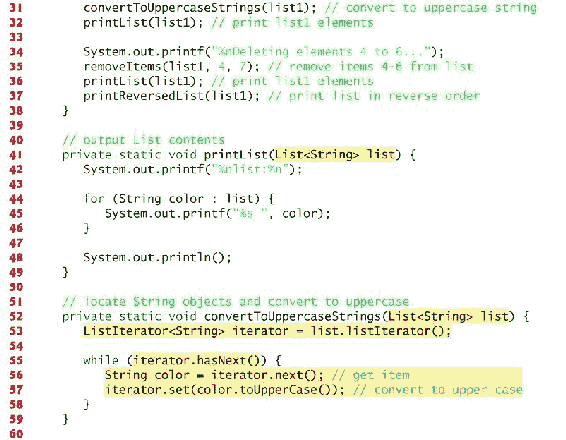 31 convertToUppercaseStrings(list1); // convert to uppercase string
32 printList(list1); // print list1 elements
33
34 System.out.printf("%nDeleting elements 4 to 6...");
35 removeItems(list1, 4, 7); // remove items 4-6 from list
36 printList(list1); // print list1 elements
37 printReversedList(list1); // print list in reverse order
38 }
39
40 // output List contents
41 private static void printList(List<String> list) {
42 System.out.printf("%nlist:%n");
43
44 for (String color : list) {
45 System.out.printf("%s ", color);
46 }
47
48 System.out.println();
49 }
50
51 // locate String objects and convert to uppercase
52 private static void convertToUppercaseStrings(List<String> list) {
53 ListIterator<String> iterator = list.listIterator();
54
55 while (iterator.hasNext()) {
56 String color = iterator.next(); // get item
57 iterator.set(color.toUpperCase()); // convert to upper case
58 }
59 }
60